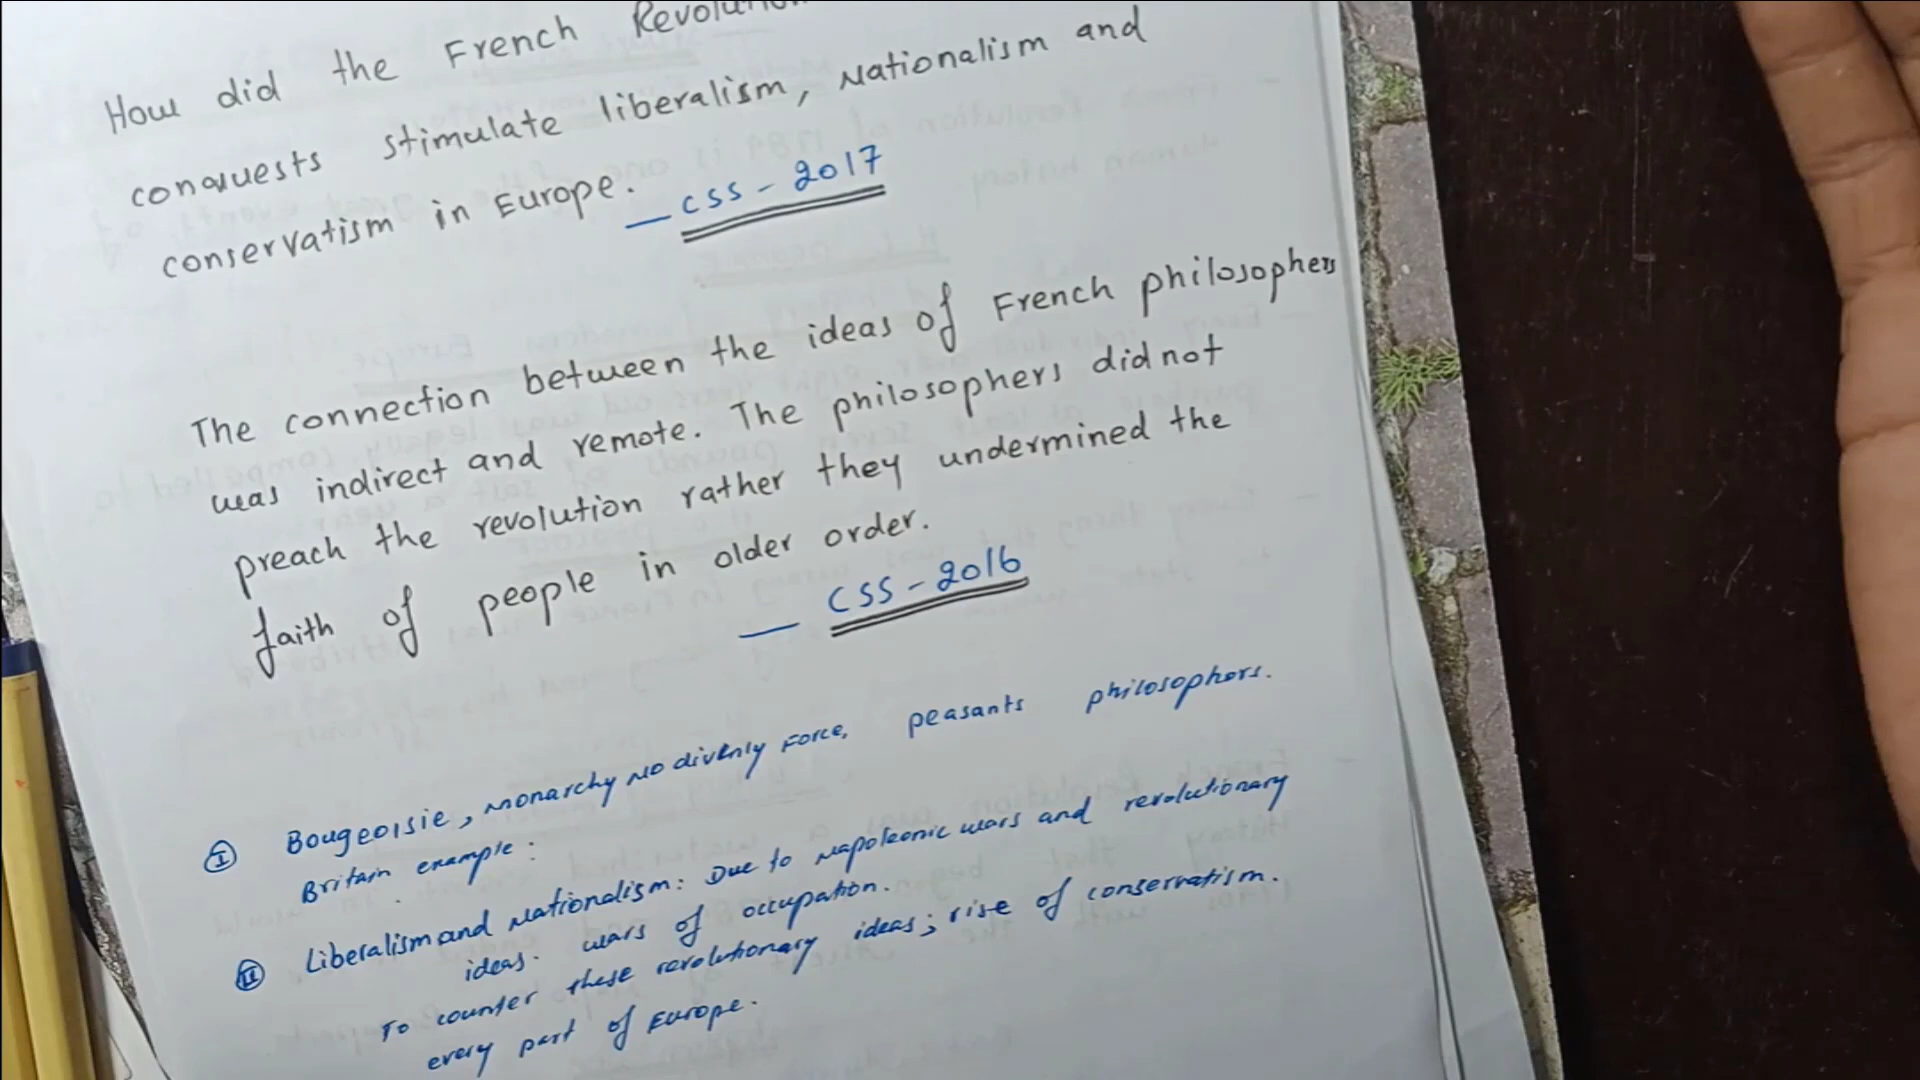 How did the French
conquests stimulate liberalism, Nationalism and
conservatism in Europe.
— CSS - 2017
The connection between the ideas of French philosophers
was indirect and remote. The philosophers did not
preach the revolution rather they undermined the
faith of people in older order.
— CSS - 2016
I Bougeoisie, monarchy no divenly Force, peasants philosophers.
Britain example:
II Liberalism and Nationalism: Due to Napoleonic wars and revolutionary
ideas. wars of occupation.
To counter these revolutionary ideas; rise of conservatism.
every part of Europe.